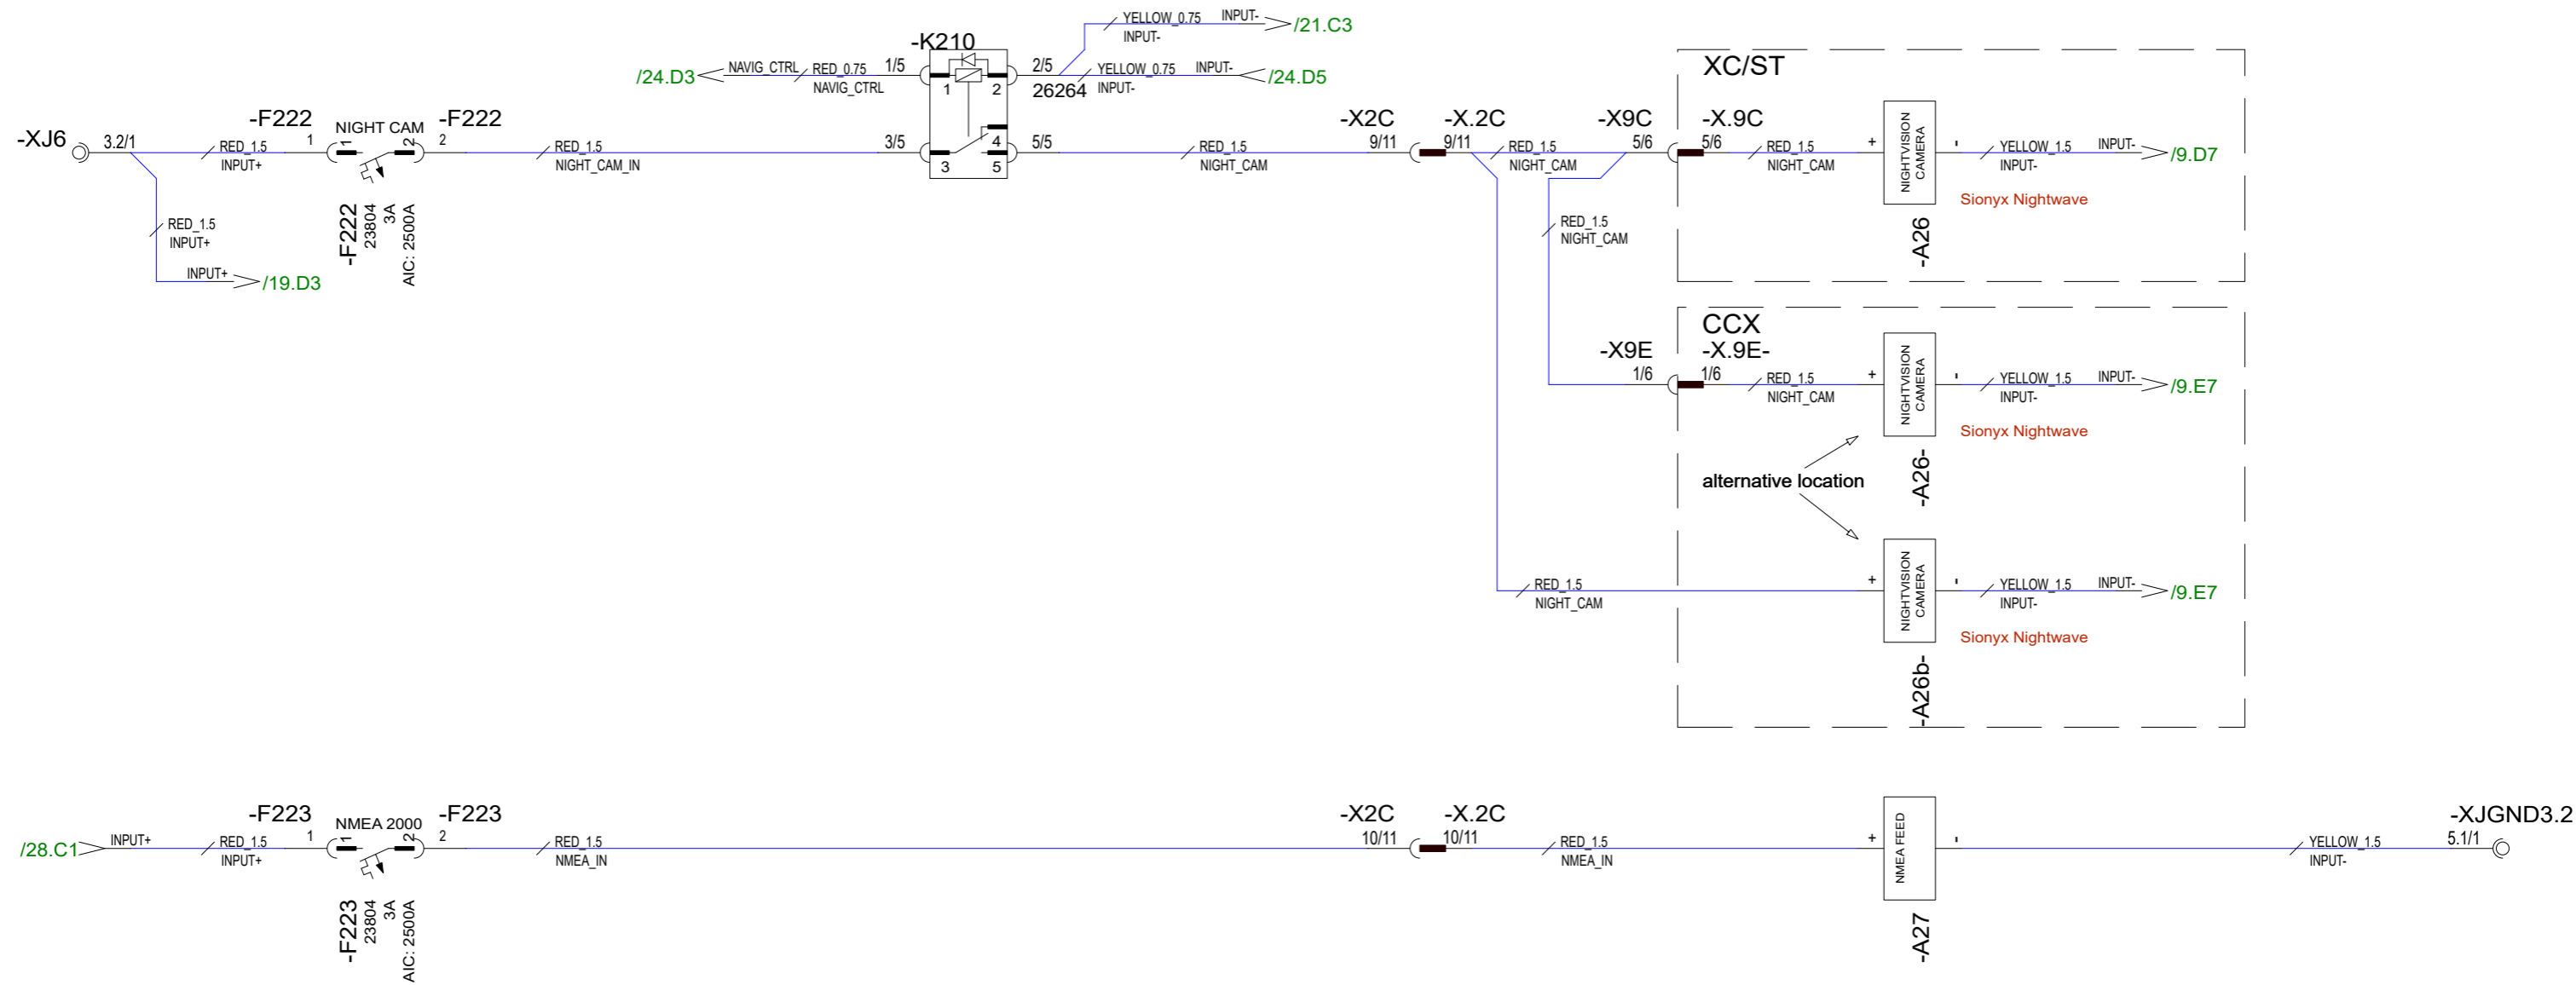 YELLOW_0.75 INPUT- /21.C3
INPUT-
-K210
/24.D3 NAVIG_CTRL RED_0.75 1/5 2/5 YELLOW_0.75 INPUT- /24.D5
NAVIG_CTRL 1 2 26264 INPUT-
XC/ST
-XJ6 3.2/1 -F222 1 NIGHT CAM -F222 2
RED_1.5 1 2 RED_1.5 3/5 4 5/5 RED_1.5
INPUT+ NIGHT_CAM_IN 3 5 NIGHT_CAM
-X2C -X.2C -X9C -X.9C
9/11 9/11 RED_1.5 5/6 5/6 RED_1.5 + NIGHTVISION - YELLOW_1.5 INPUT- /9.D7
NIGHT_CAM NIGHT_CAM CAMERA INPUT-
Sionyx Nightwave
-A26
RED_1.5
INPUT+
INPUT+ /19.D3
-F222
23804
3A
AIC: 2500A
RED_1.5
NIGHT_CAM
CCX
-X9E -X.9E-
1/6 1/6 RED_1.5 + NIGHTVISION - YELLOW_1.5 INPUT- /9.E7
NIGHT_CAM CAMERA INPUT-
Sionyx Nightwave
-A26-
alternative location
RED_1.5 + NIGHTVISION - YELLOW_1.5 INPUT- /9.E7
NIGHT_CAM CAMERA INPUT-
Sionyx Nightwave
-A26b-
-F223 NMEA 2000 -F223 -X2C -X.2C -XJGND3.2
/28.C1 INPUT+ RED_1.5 1 1 2 2 RED_1.5 10/11 10/11 RED_1.5 + NMEA FEED - YELLOW_1.5 5.1/1
INPUT+ NMEA_IN NMEA_IN INPUT-
-F223
23804
3A
AIC: 2500A
-A27